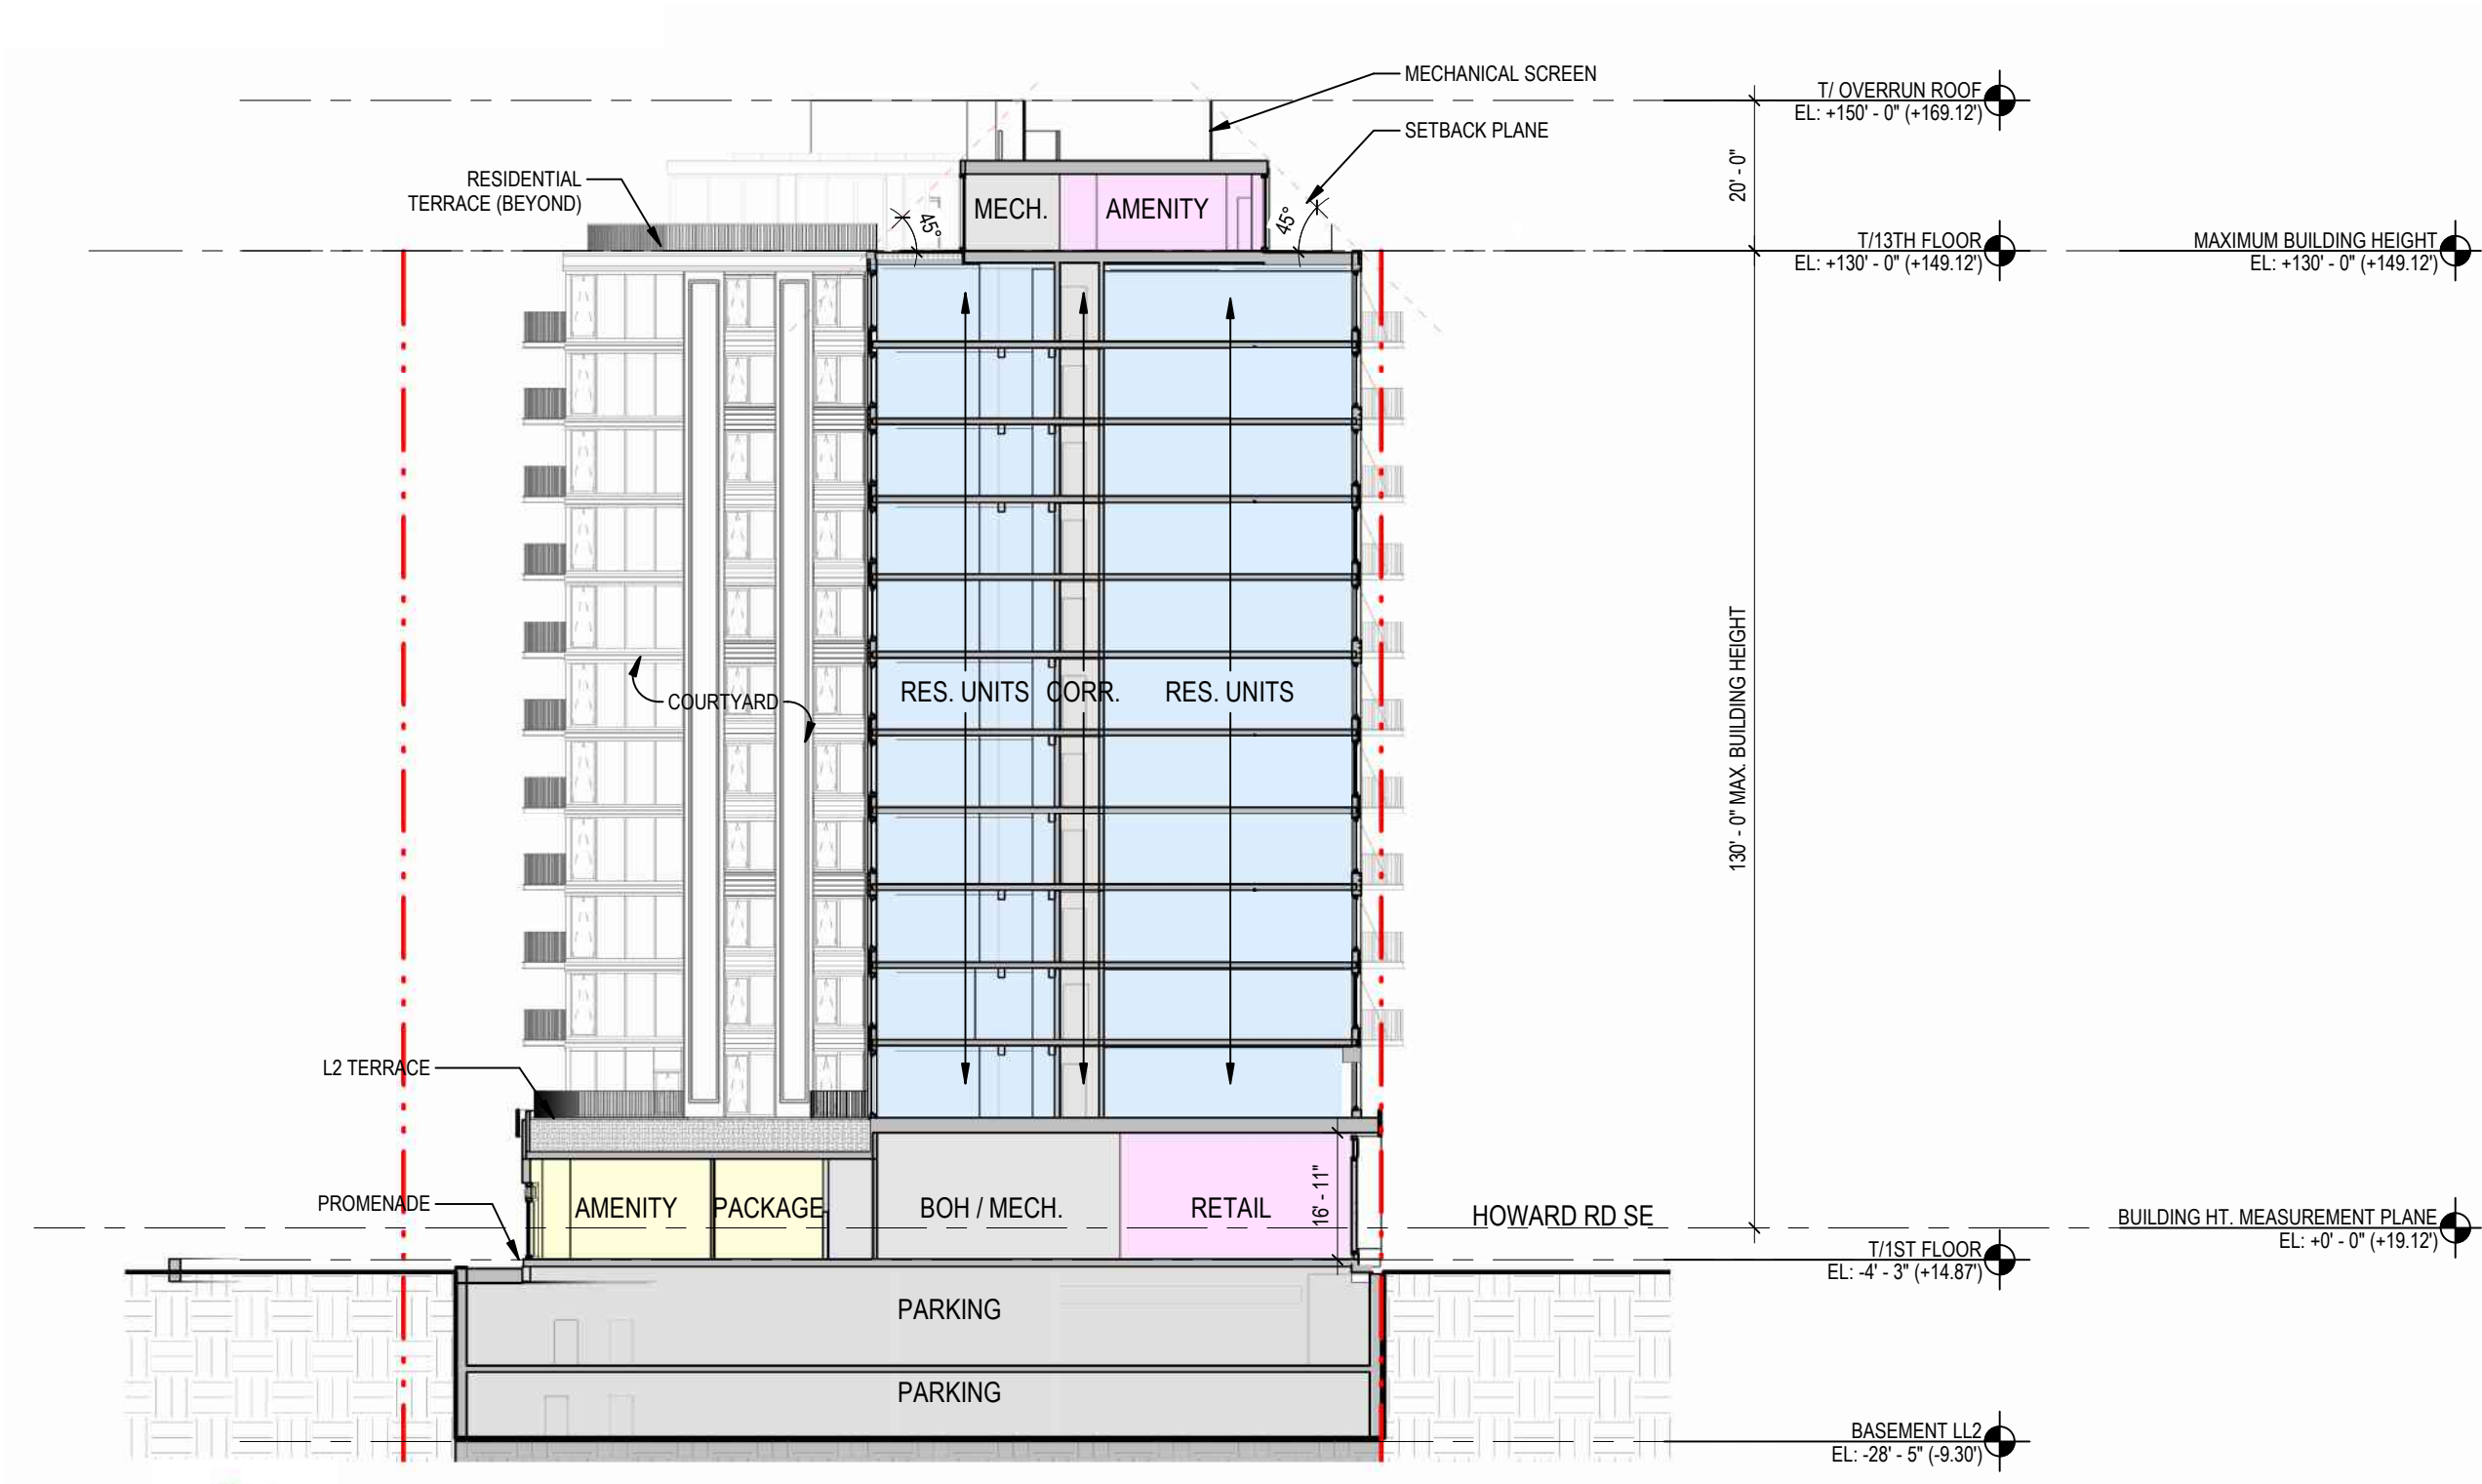 MECHANICAL SCREEN
T/ OVERRUN ROOF
EL: +150' - 0" (+169.12')
SETBACK PLANE
RESIDENTIAL
TERRACE (BEYOND)
20' - 0"
MECH.
AMENITY
45°
45°
T/13TH FLOOR
EL: +130' - 0" (+149.12')
MAXIMUM BUILDING HEIGHT
EL: +130' - 0" (+149.12')
COURTYARD
RES. UNITS
CORR.
RES. UNITS
130' - 0" MAX. BUILDING HEIGHT
L2 TERRACE
PROMENADE
AMENITY
PACKAGE
BOH / MECH.
RETAIL
16' - 11"
HOWARD RD SE
BUILDING HT. MEASUREMENT PLANE
EL: +0' - 0" (+19.12')
T/1ST FLOOR
EL: -4' - 3" (+14.87')
PARKING
PARKING
BASEMENT LL2
EL: -28' - 5" (-9.30')